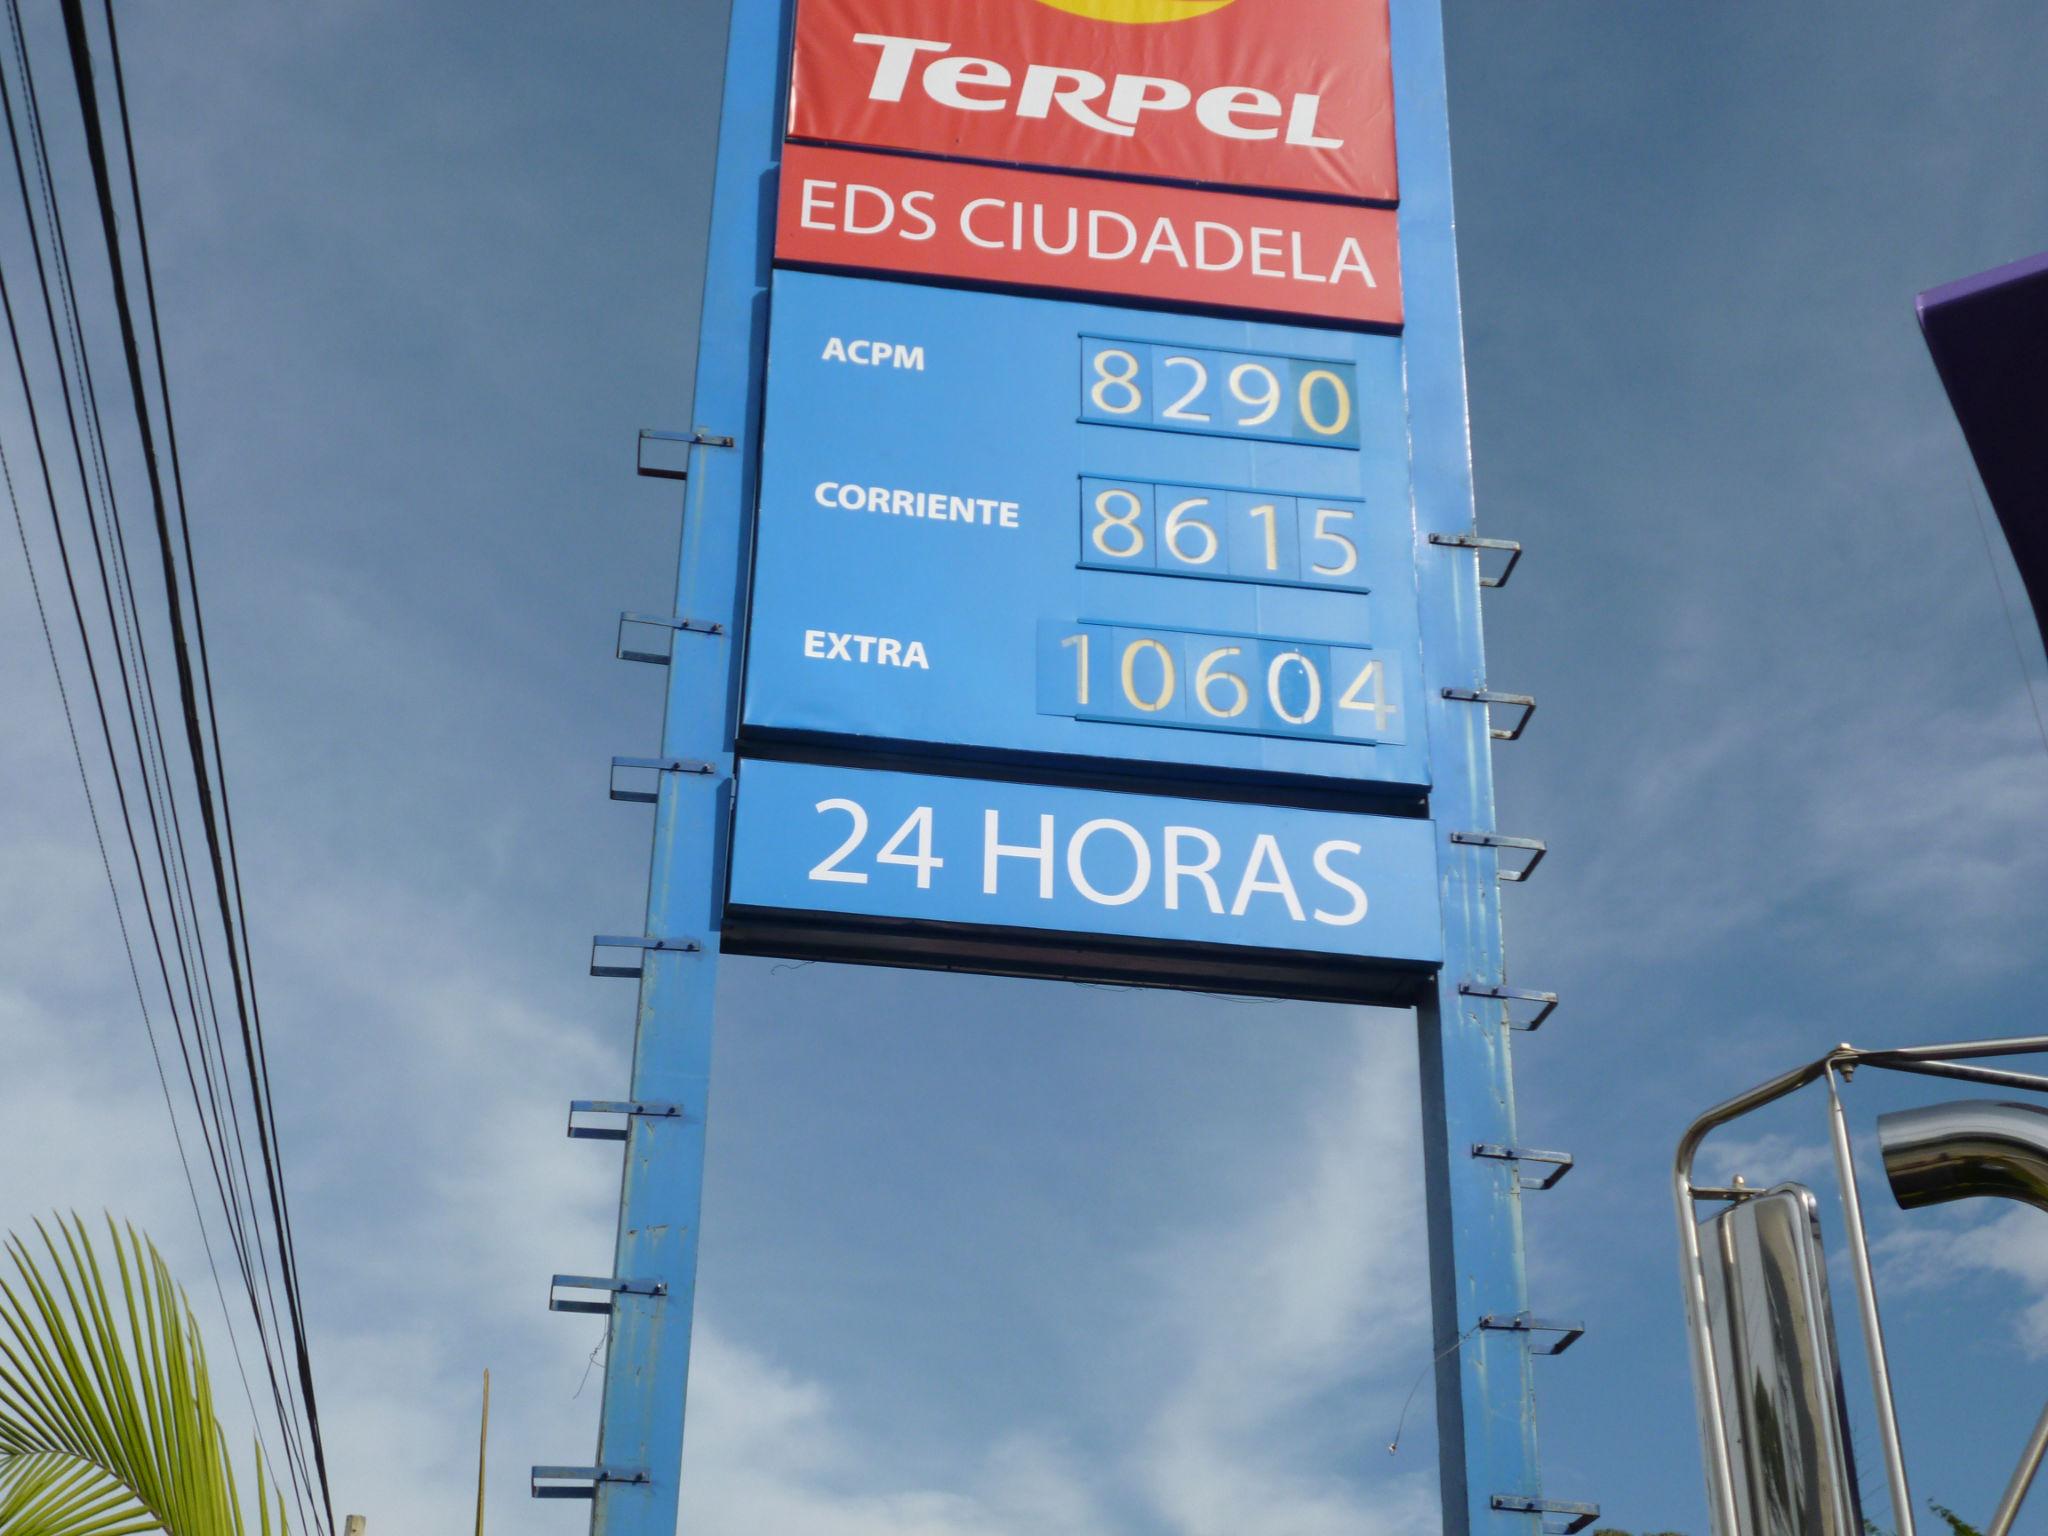 Terpel
EDS CIUDADELA
ACPM 8290
CORRIENTE 8615
EXTRA 10604
24 HORAS